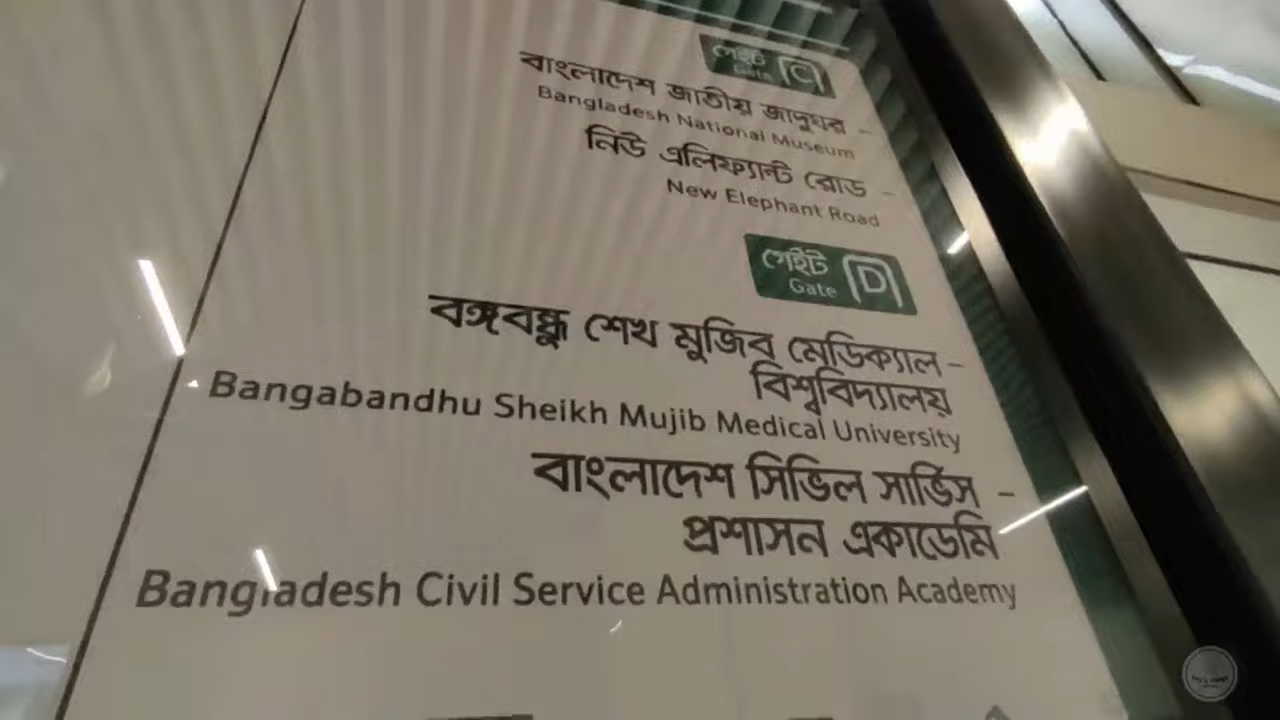 গেইট
Gate
C
বাংলাদেশ জাতীয় জাদুঘর –
Bangladesh National Museum
নিউ এলিফ্যান্ট রোড –
New Elephant Road
গেইট
Gate
D
বঙ্গবন্ধু শেখ মুজিব মেডিক্যাল –
বিশ্ববিদ্যালয়
Bangabandhu Sheikh Mujib Medical University
বাংলাদেশ সিভিল সার্ভিস –
প্রশাসন একাডেমি
Bangladesh Civil Service Administration Academy